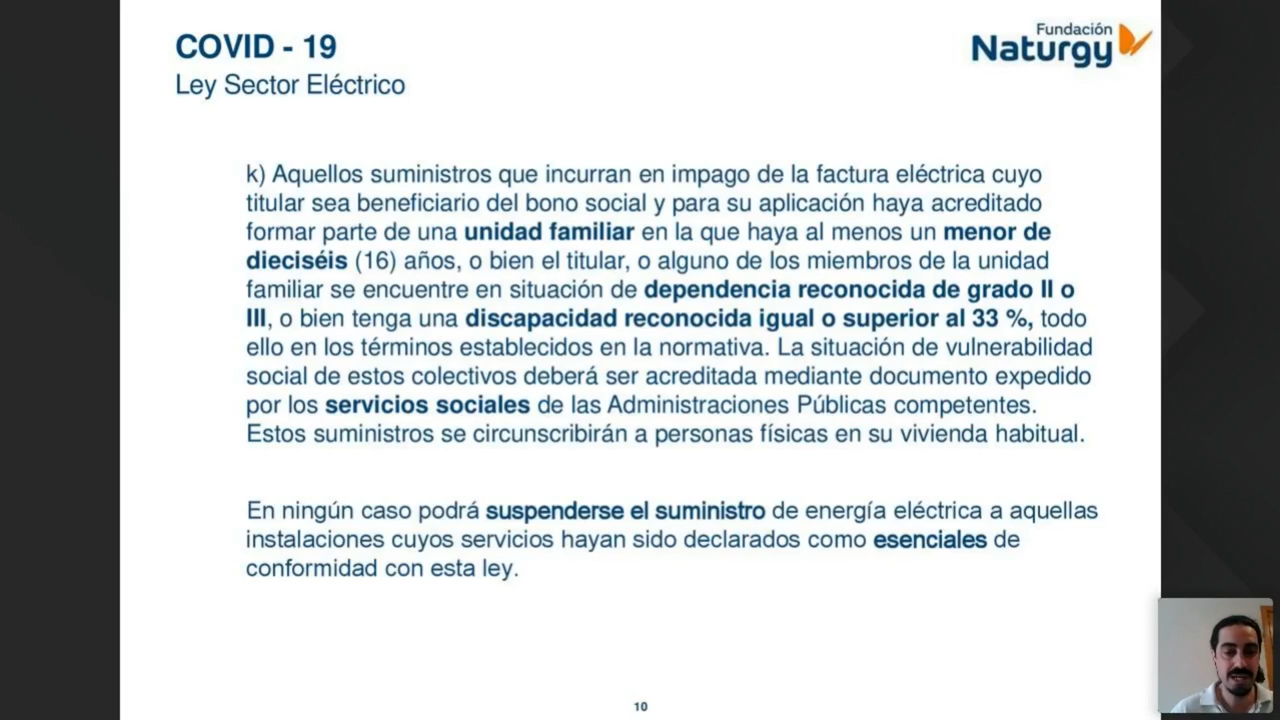 COVID - 19
Ley Sector Eléctrico
Fundación
Naturgy
k) Aquellos suministros que incurran en impago de la factura eléctrica cuyo
titular sea beneficiario del bono social y para su aplicación haya acreditado
formar parte de una unidad familiar en la que haya al menos un menor de
dieciséis (16) años, o bien el titular, o alguno de los miembros de la unidad
familiar se encuentre en situación de dependencia reconocida de grado II o
III, o bien tenga una discapacidad reconocida igual o superior al 33 %, todo
ello en los términos establecidos en la normativa. La situación de vulnerabilidad
social de estos colectivos deberá ser acreditada mediante documento expedido
por los servicios sociales de las Administraciones Públicas competentes.
Estos suministros se circunscribirán a personas físicas en su vivienda habitual.
En ningún caso podrá suspenderse el suministro de energía eléctrica a aquellas
instalaciones cuyos servicios hayan sido declarados como esenciales de
conformidad con esta ley.
10